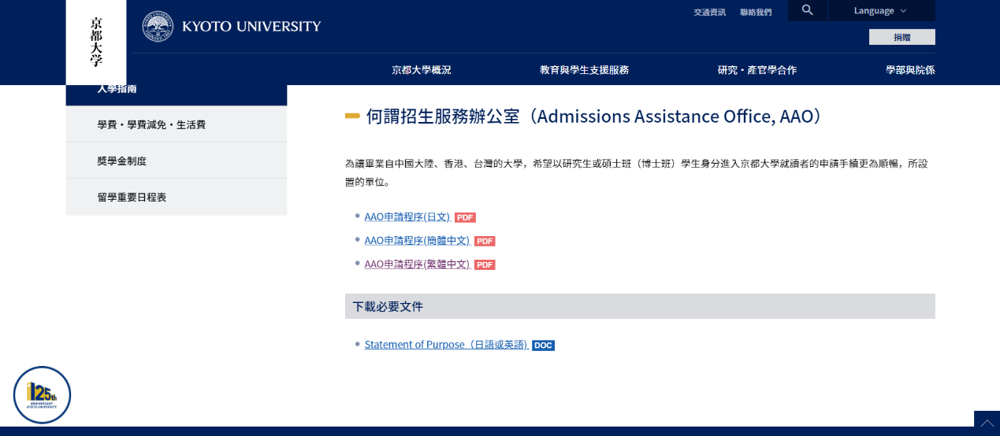 京都大学
KYOTO UNIVERSITY
交通資訊 聯絡我們
Language
捐贈
京都大學概況 教育與學生支援服務 研究・產官學合作 學部與院係
入學指南
學費・學費減免・生活費
獎學金制度
留學重要日程表
何謂招生服務辦公室（Admissions Assistance Office, AAO）
為讓畢業自中國大陸、香港、台灣的大學，希望以研究生或碩士班（博士班）學生身分進入京都大學就讀者的申請手續更為順暢，所設
置的單位。
AAO申請程序(日文) PDF
AAO申請程序(簡體中文) PDF
AAO申請程序(繁體中文) PDF
下載必要文件
Statement of Purpose（日語或英語) DOC
125th
ANNIVERSARY
KYOTO UNIVERSITY